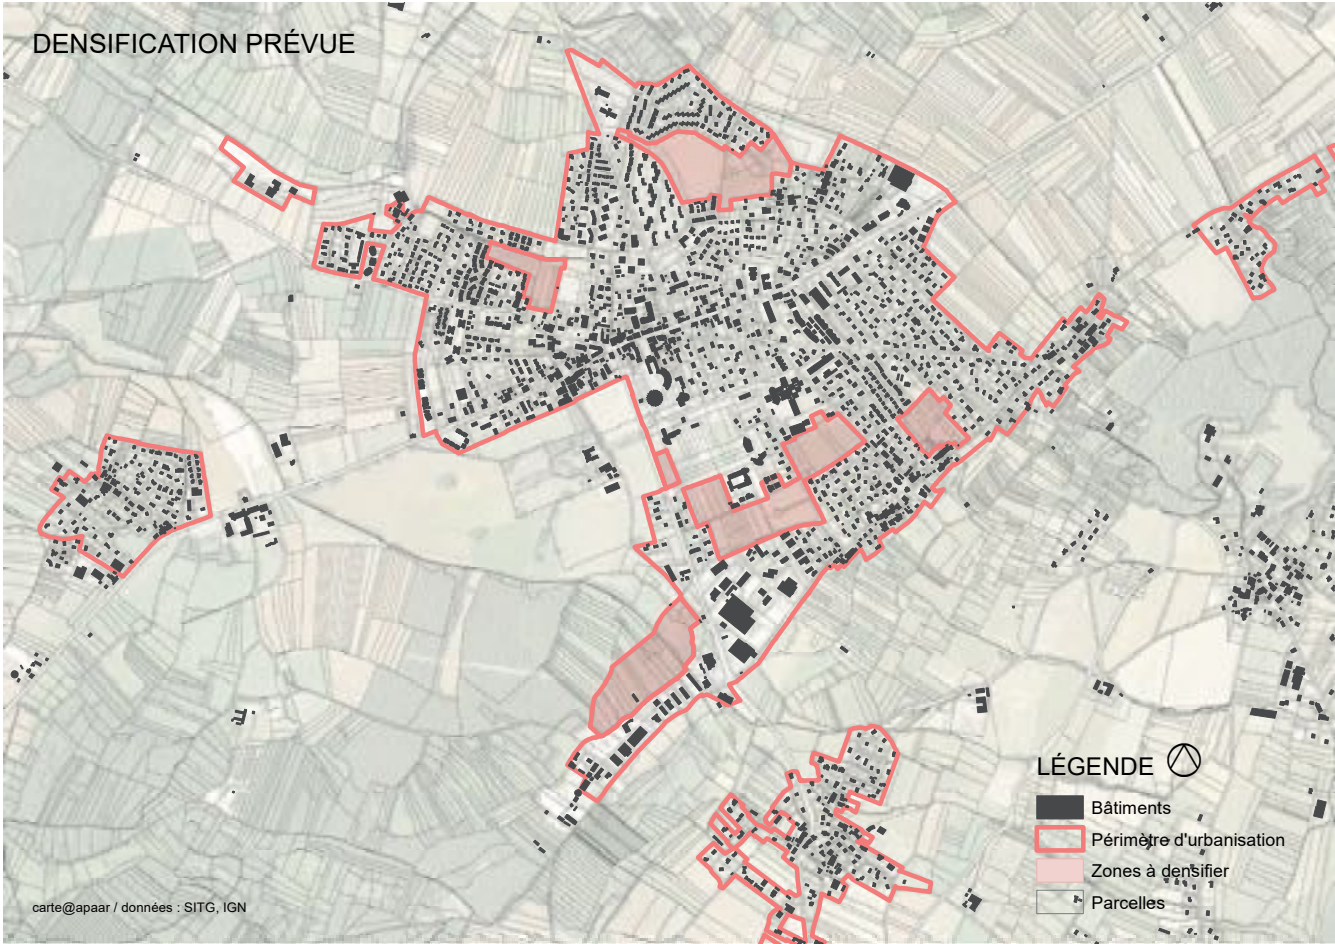 DENSIFICATION PRÉVUE
LÉGENDE
Bâtiments
Périmètre d'urbanisation
Zones à densifier
Parcelles
carte@apaar / données : SITG, IGN